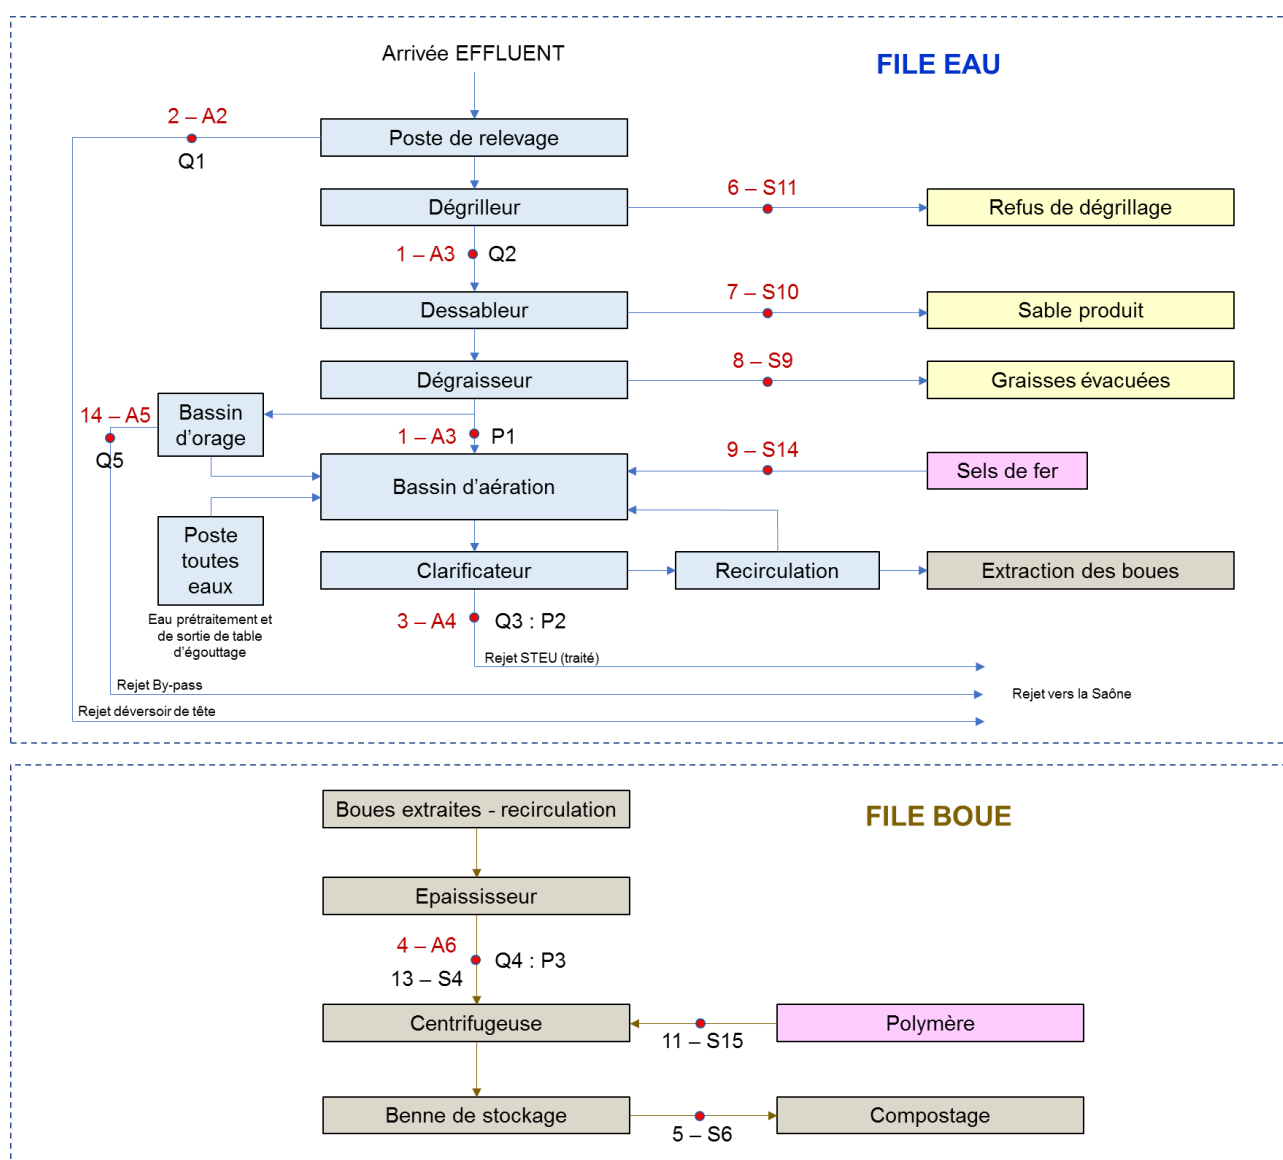 Arrivée EFFLUENT
FILE EAU
2 – A2
Q1
Poste de relevage
Dégrilleur
6 – S11
Refus de dégrillage
1 – A3
Q2
Dessableur
7 – S10
Sable produit
Dégraisseur
8 – S9
Graisses évacuées
14 – A5
Q5
Bassin
d'orage
1 – A3
P1
Bassin d'aération
9 – S14
Sels de fer
Poste
toutes
eaux
Eau prétraitement et
de sortie de table
d'égouttage
Clarificateur
Recirculation
Extraction des boues
3 – A4
Q3 : P2
Rejet STEU (traité)
Rejet By-pass
Rejet vers la Saône
Rejet déversoir de tête
FILE BOUE
Boues extraites - recirculation
Epaississeur
4 – A6
13 – S4
Q4 : P3
Centrifugeuse
11 – S15
Polymère
Benne de stockage
5 – S6
Compostage